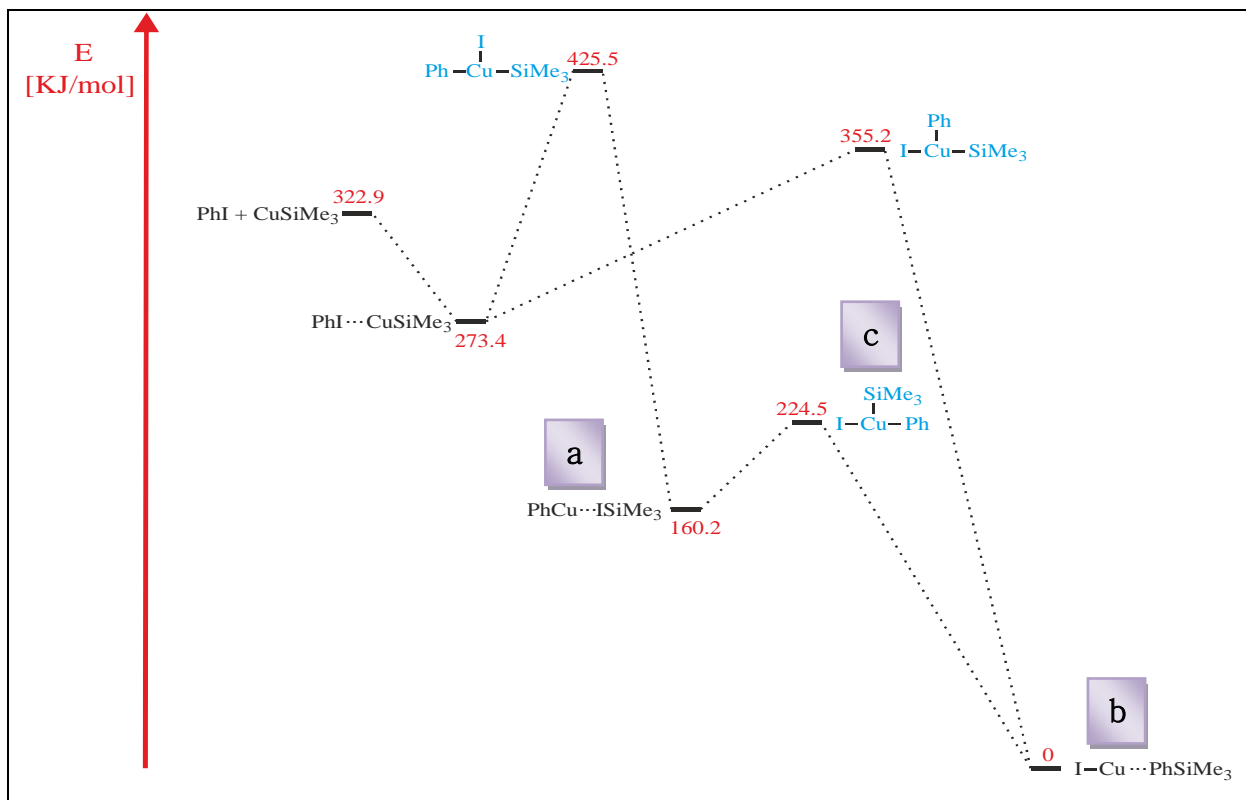 E
[KJ/mol]
I
Ph Cu SiMe3
425.5
Ph
I Cu SiMe3
355.2
322.9
PhI + CuSiMe3
PhI ··· CuSiMe3
273.4
c
SiMe3
I Cu Ph
224.5
a
PhCu ··· ISiMe3
160.2
b
0
I Cu ··· PhSiMe3